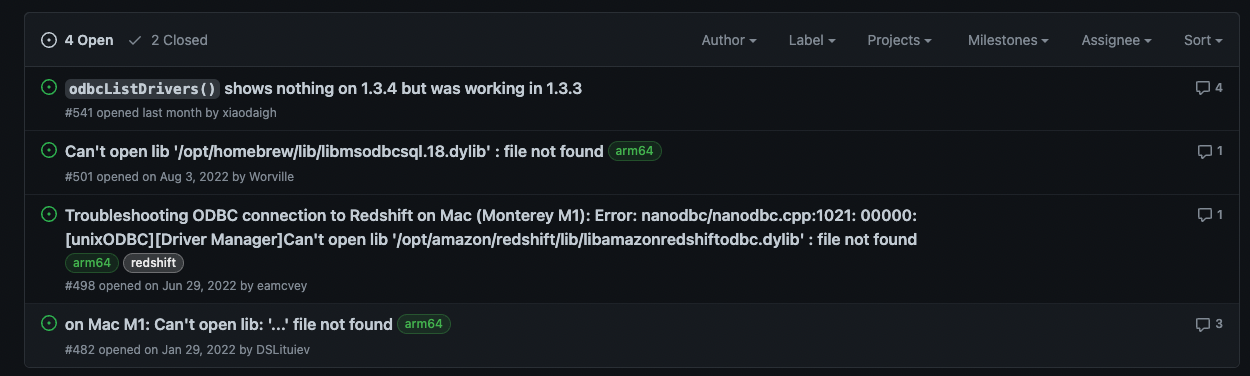 4 Open 2 Closed Author Label Projects Milestones Assignee Sort
odbcListDrivers() shows nothing on 1.3.4 but was working in 1.3.3 4
#541 opened last month by xiaodaigh
Can't open lib '/opt/homebrew/lib/libmsodbcsql.18.dylib' : file not found arm64 1
#501 opened on Aug 3, 2022 by Worville
Troubleshooting ODBC connection to Redshift on Mac (Monterey M1): Error: nanodbc/nanodbc.cpp:1021: 00000: 1
[unixODBC][Driver Manager]Can't open lib '/opt/amazon/redshift/lib/libamazonredshiftodbc.dylib' : file not found
arm64 redshift
#498 opened on Jun 29, 2022 by eamcvey
on Mac M1: Can't open lib: '...' file not found arm64 3
#482 opened on Jan 29, 2022 by DSLituiev